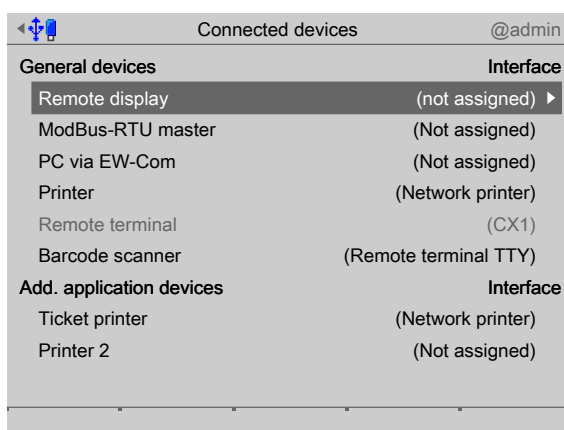 Connected devices @admin
General devices Interface
Remote display (not assigned)
ModBus-RTU master (Not assigned)
PC via EW-Com (Not assigned)
Printer (Network printer)
Remote terminal (CX1)
Barcode scanner (Remote terminal TTY)
Add. application devices Interface
Ticket printer (Network printer)
Printer 2 (Not assigned)